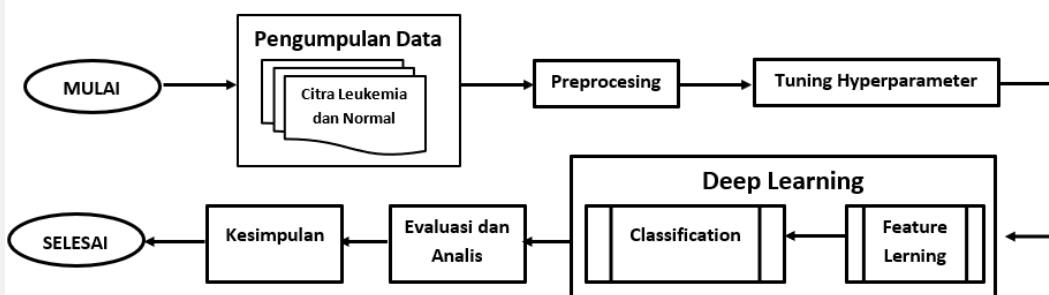 MULAI
Pengumpulan Data
Citra Leukemia
dan Normal
Preprocesing
Tuning Hyperparameter
Deep Learning
Feature
Lerning
Classification
Evaluasi dan
Analis
Kesimpulan
SELESAI